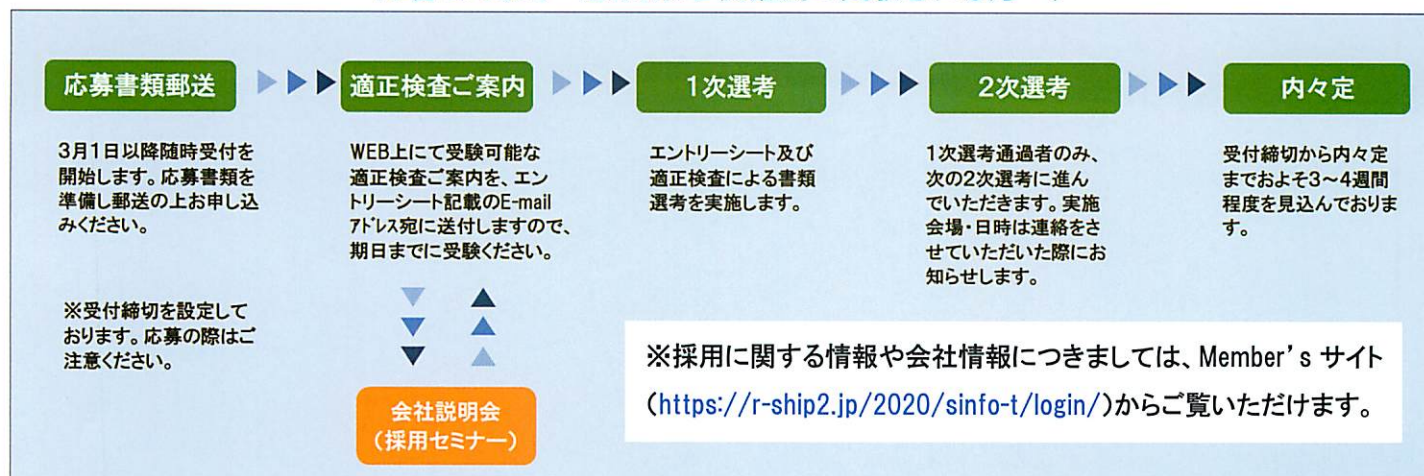 応募書類郵送
3月1日以降随時受付を
開始します。応募書類を
準備し郵送の上お申し込
みください。
※受付締切を設定して
おります。応募の際はご
注意ください。
適正検査ご案内
WEB上にて受験可能な
適正検査ご案内を、エン
トリーシート記載のE-mail
アドレス宛に送付しますので、
期日までに受験ください。
会社説明会
（採用セミナー）
1次選考
エントリーシート及び
適正検査による書類
選考を実施します。
2次選考
1次選考通過者のみ、
次の2次選考に進ん
でいただきます。実施
会場・日時は連絡をさ
せていただいた際にお
知らせします。
内々定
受付締切から内々定
までおよそ3～4週間
程度を見込んでおりま
す。
※採用に関する情報や会社情報につきましては、Member’s サイト
（https://r-ship2.jp/2020/sinfo-t/login/）からご覧いただけます。